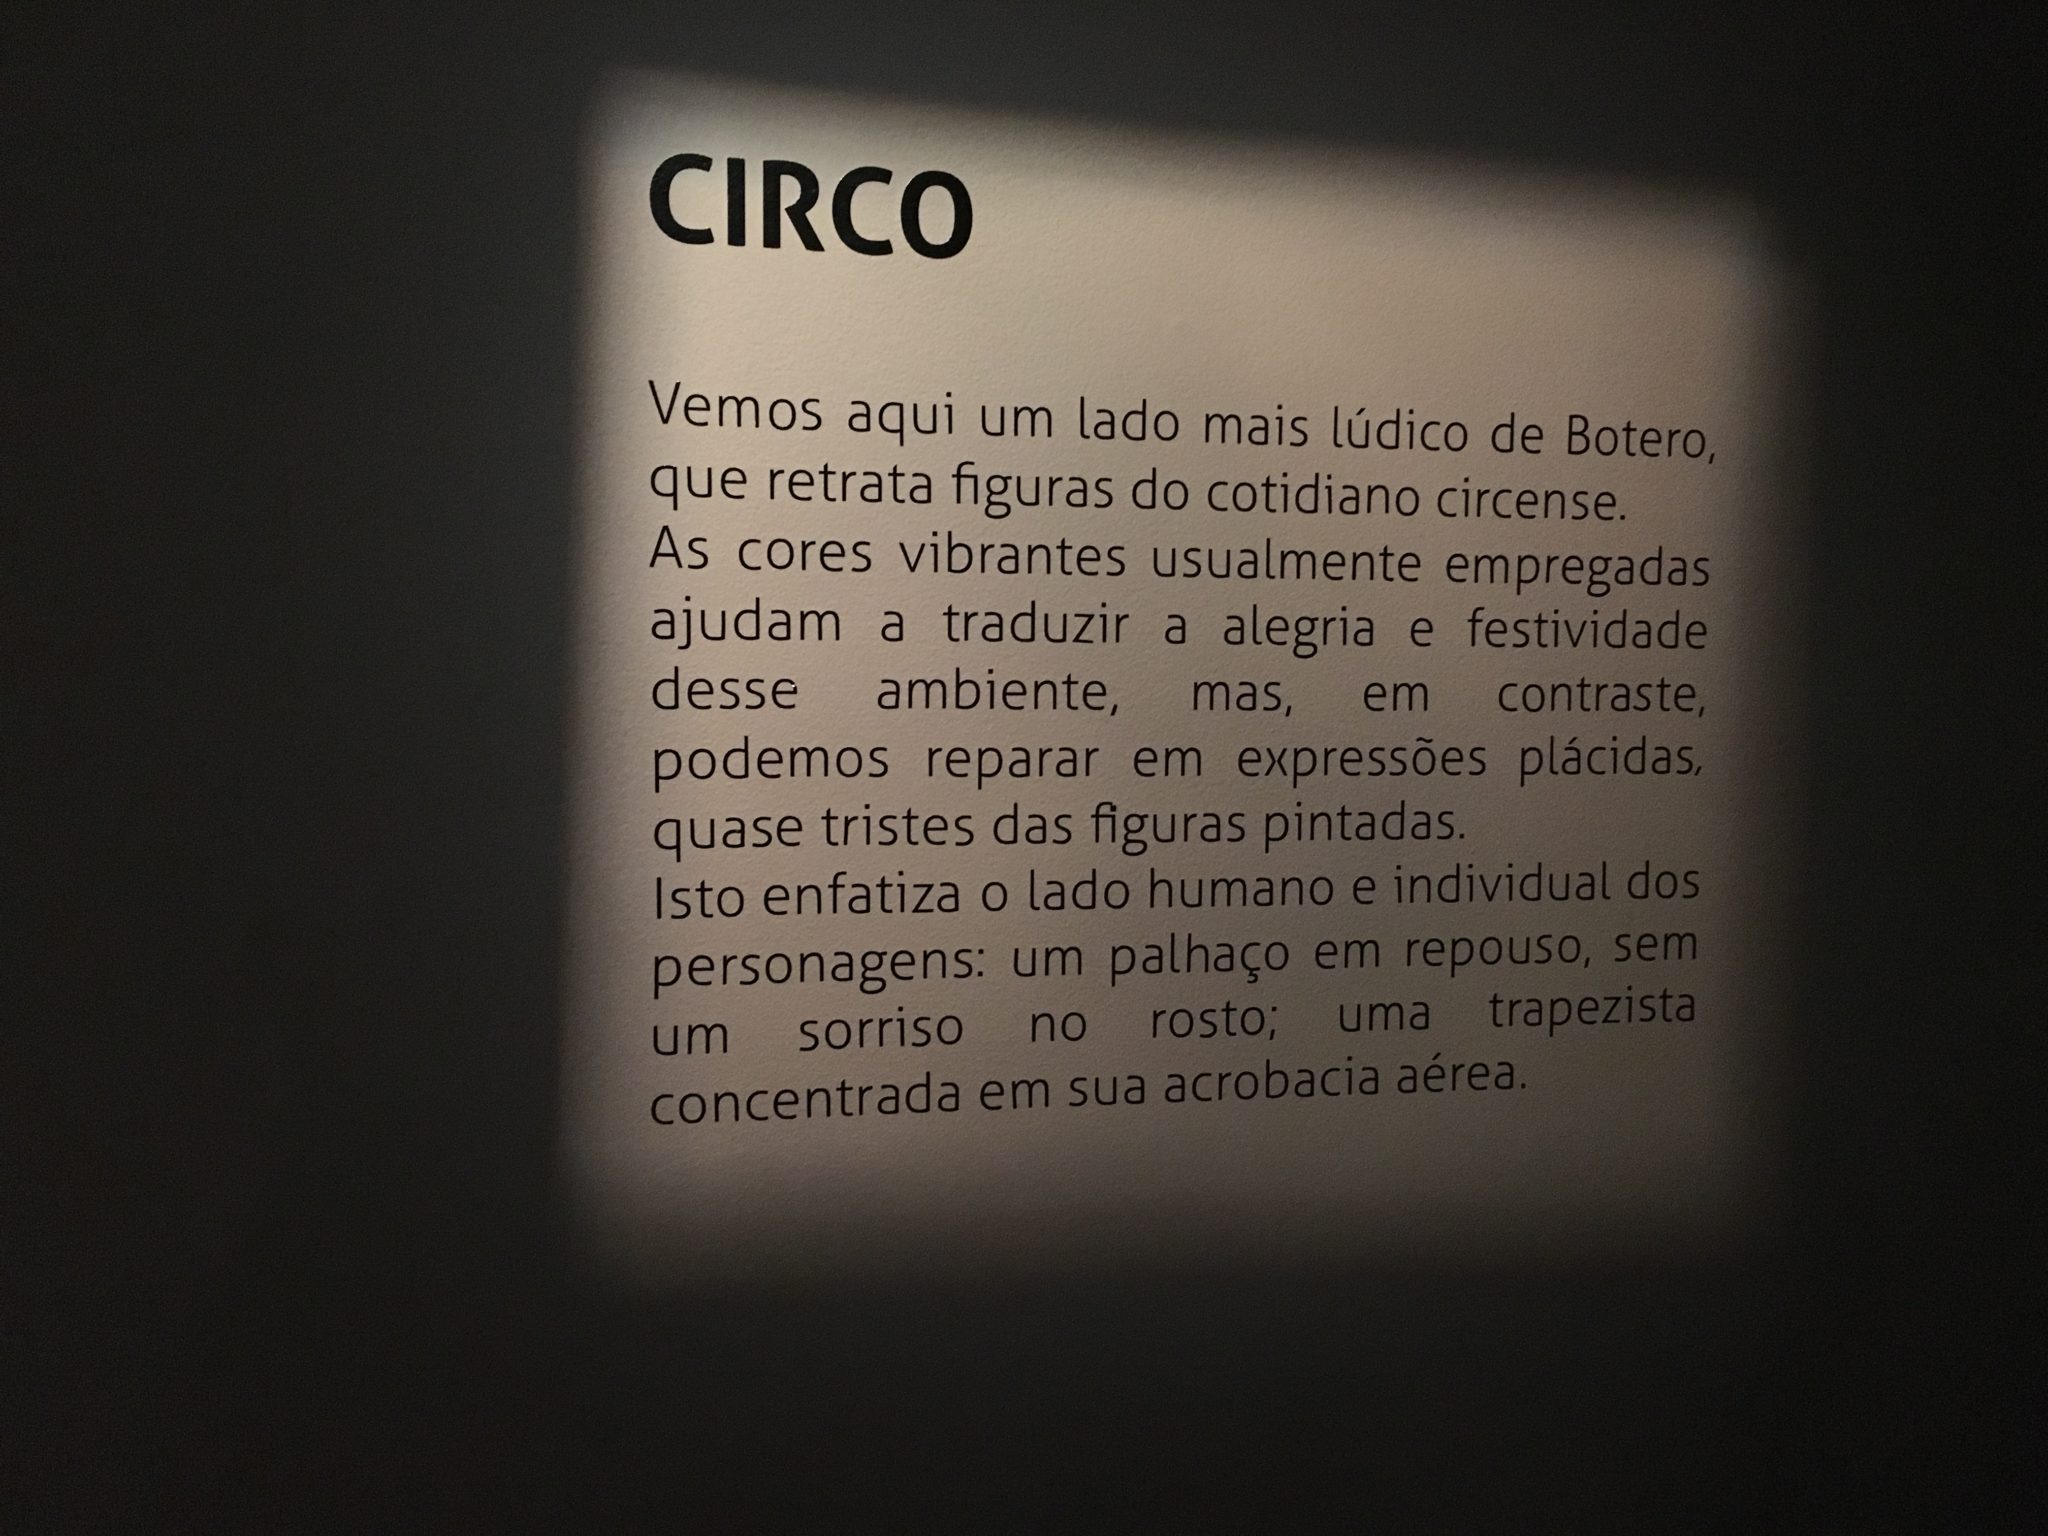 CIRCO
Vemos aqui um lado mais lúdico de Botero,
que retrata figuras do cotidiano circense.
As cores vibrantes usualmente empregadas
ajudam a traduzir a alegria e festividade
desse ambiente, mas, em contraste,
podemos reparar em expressões plácidas,
quase tristes das figuras pintadas.
Isto enfatiza o lado humano e individual dos
personagens: um palhaço em repouso, sem
um sorriso no rosto; uma trapezista
concentrada em sua acrobacia aérea.